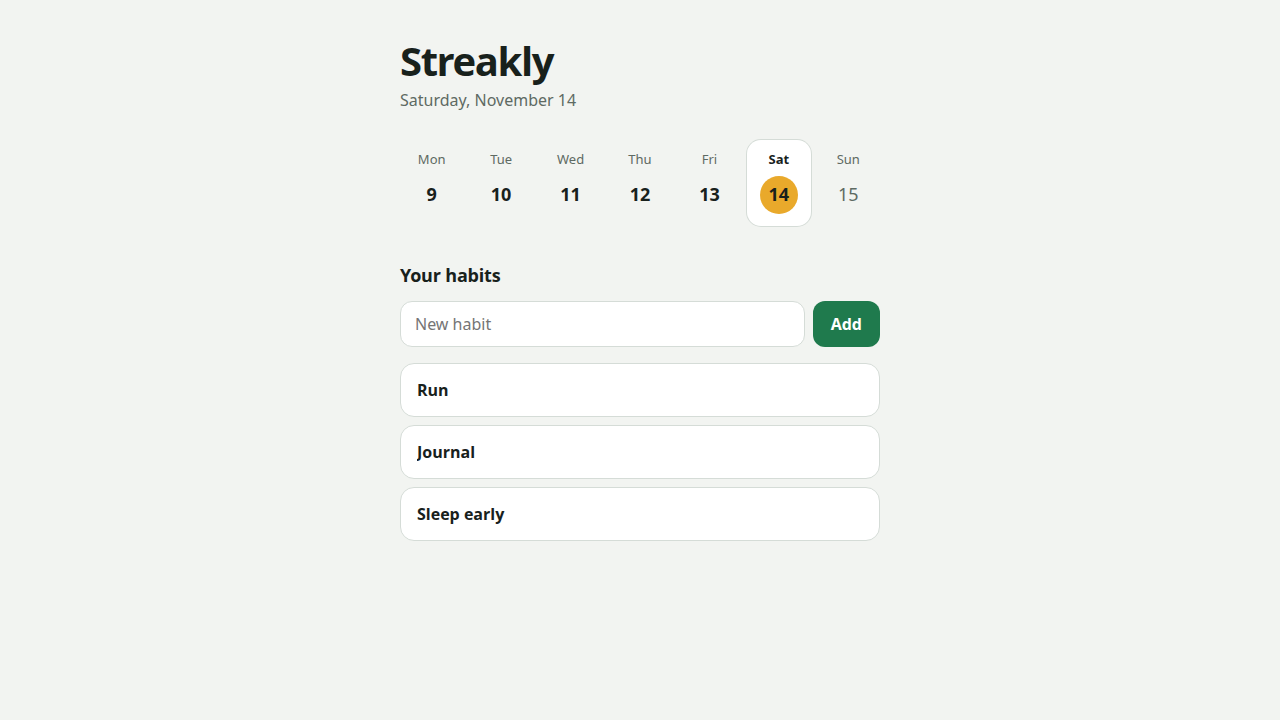 Streakly
Saturday, November 14
Mon Tue Wed Thu Fri Sat Sun
9 10 11 12 13 14 15
Your habits
New habit Add
Run
Journal
Sleep early